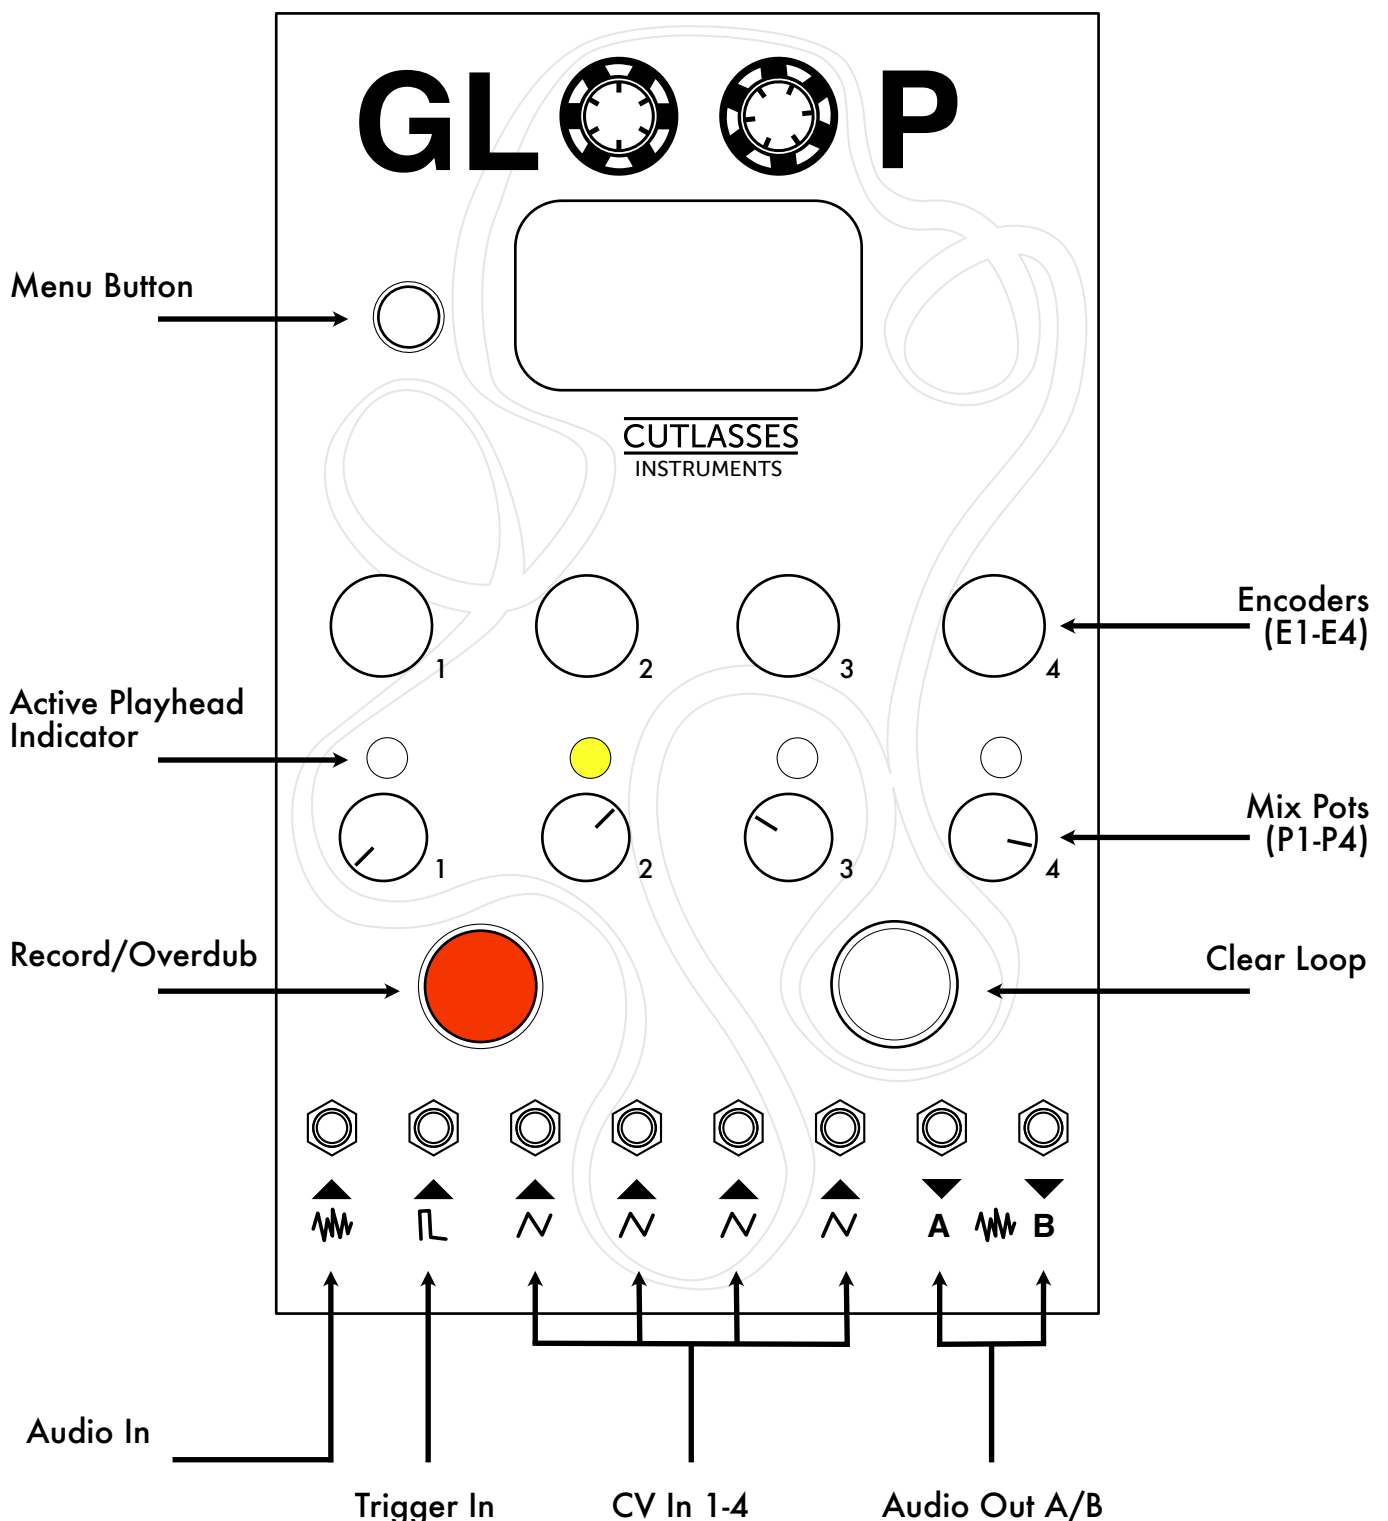 GLOOP
Menu Button
CUTLASSES
INSTRUMENTS
1
2
3
4
Encoders
(E1-E4)
Active Playhead
Indicator
1
2
3
4
Mix Pots
(P1-P4)
Record/Overdub
Clear Loop
A
B
Audio In
Trigger In
CV In 1-4
Audio Out A/B